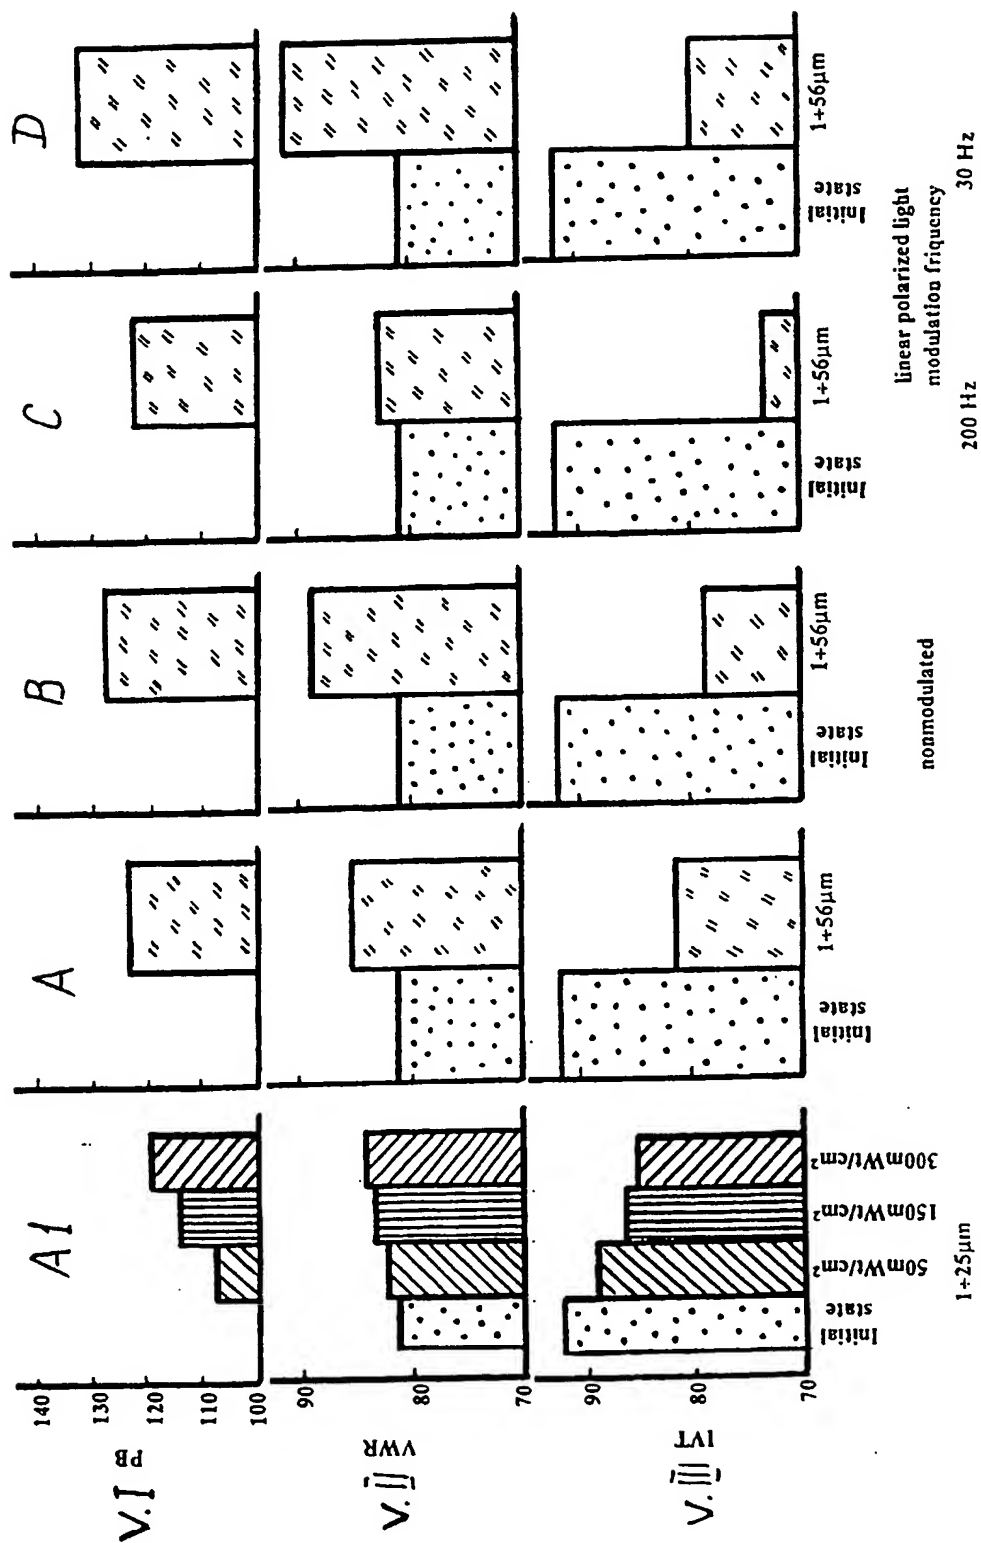 A1
A
B
C
D
V.I
PB
140
130
120
110
100
V.II
VWR
80
70
V.III
IVT
90
80
70
Initial
state
50mWt/cm²
150mWt/cm²
300mWt/cm²
1÷25µm
Initial
state
1÷56µm
Initial
state
1÷56µm
nonmodulated
Initial
state
1÷56µm
Initial
state
1÷56µm
linear polarized light
modulation friquency
200 Hz
30 Hz